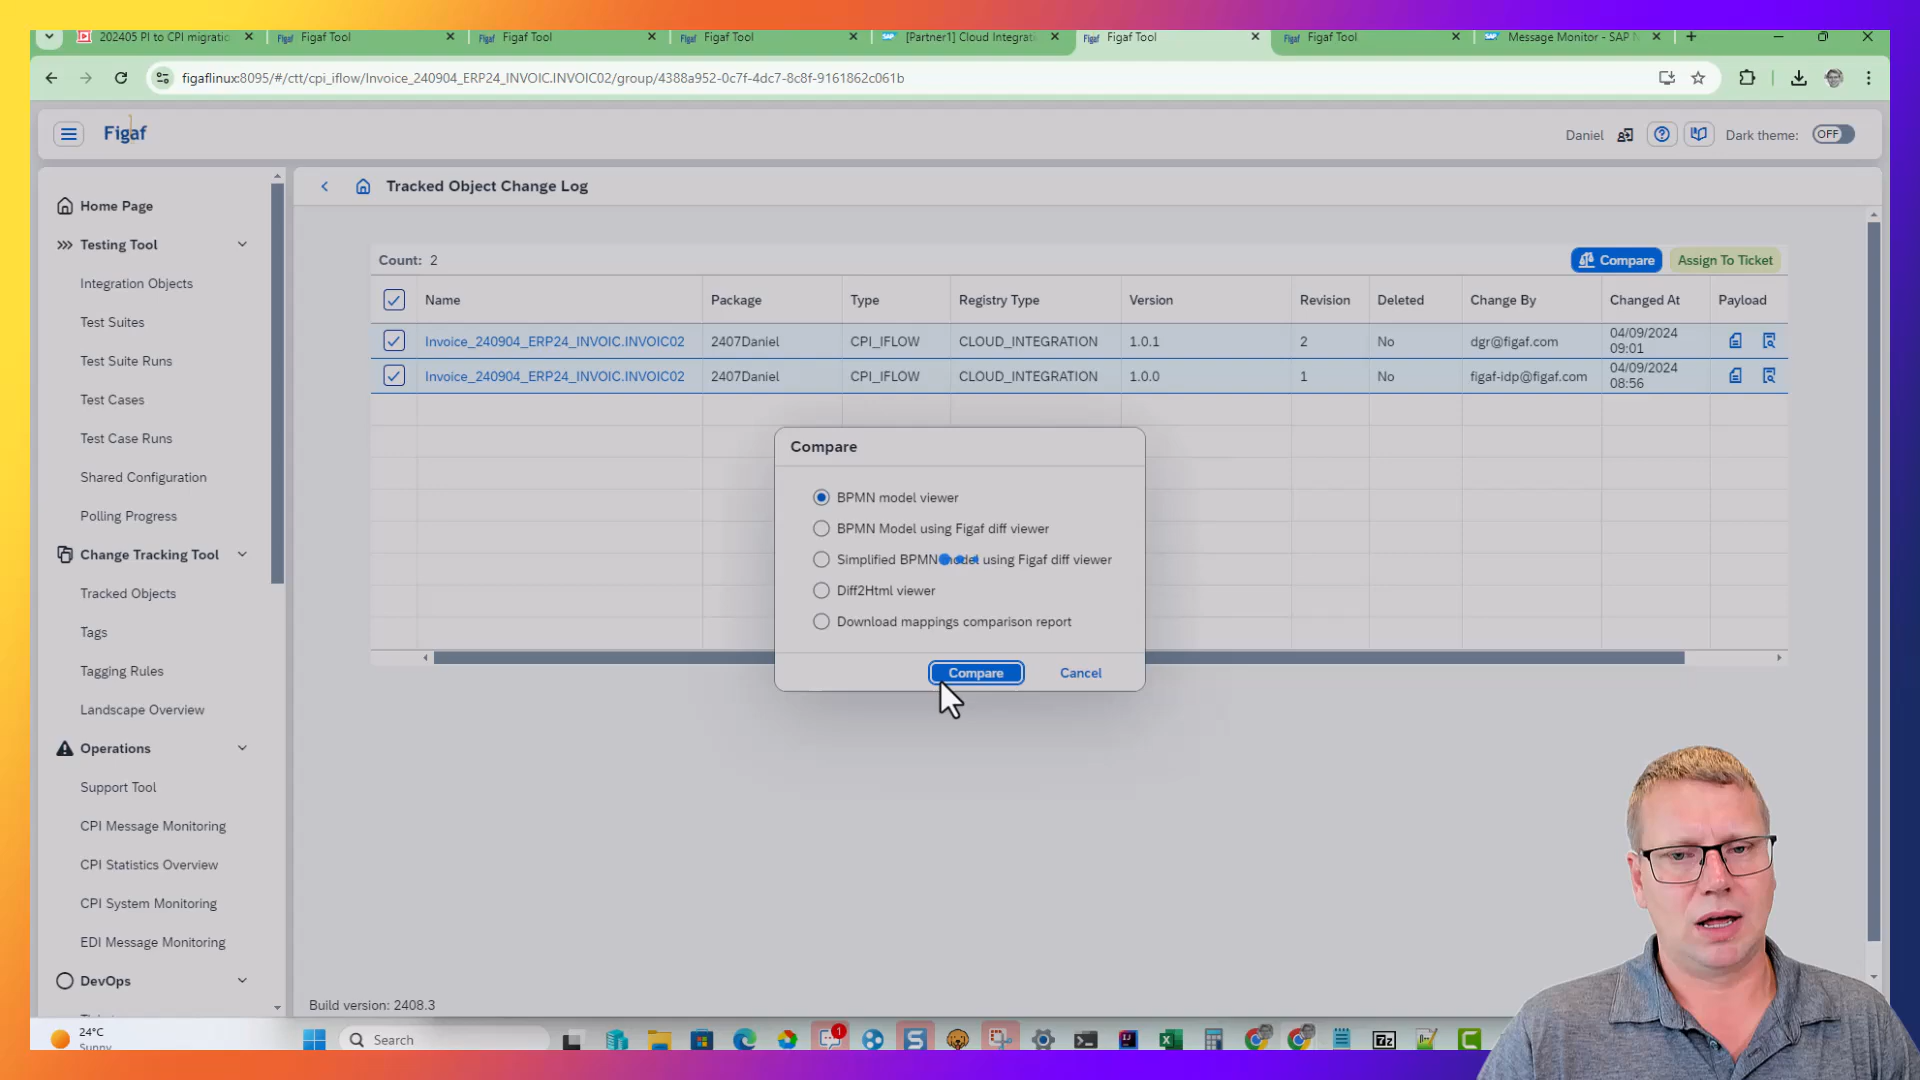 202405 PI to CPI migratio
Figaf Tool
Figaf Tool
Figaf Tool
[Partner1] Cloud Integrat
Figaf Tool
Figaf Tool
Message Monitor - SAP
figaflinux:8095/#/ctt/cpi_iflow/Invoice_240904_ERP24_INVOIC.INVOIC02/group/4388a952-0c7f-4dc7-8c8f-9161862c061b
Figaf
Daniel
Dark theme:
OFF
Home Page
Testing Tool
Integration Objects
Test Suites
Test Suite Runs
Test Cases
Test Case Runs
Shared Configuration
Polling Progress
Change Tracking Tool
Tracked Objects
Tags
Tagging Rules
Landscape Overview
Operations
Support Tool
CPI Message Monitoring
CPI Statistics Overview
CPI System Monitoring
EDI Message Monitoring
DevOps
Tracked Object Change Log
Count: 2
Compare
Assign To Ticket
Name Package Type Registry Type Version Revision Deleted Change By Changed At Payload
Invoice_240904_ERP24_INVOIC.INVOIC02 2407Daniel CPI_IFLOW CLOUD_INTEGRATION 1.0.1 2 No dgr@figaf.com 04/09/2024 09:01
Invoice_240904_ERP24_INVOIC.INVOIC02 2407Daniel CPI_IFLOW CLOUD_INTEGRATION 1.0.0 1 No figaf-idp@figaf.com 04/09/2024 08:56
Compare
BPMN model viewer
BPMN Model using Figaf diff viewer
Simplified BPMN model using Figaf diff viewer
Diff2Html viewer
Download mappings comparison report
Compare
Cancel
Build version: 2408.3
24°C
Sunny
Search
1
7z